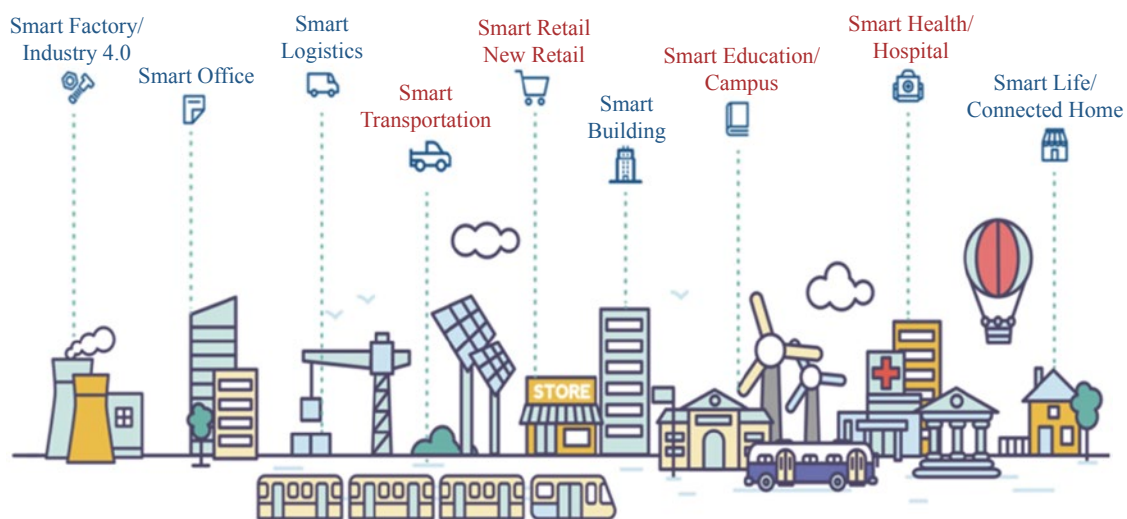 Smart Factory/
Industry 4.0
Smart Office
Smart
Logistics
Smart
Transportation
Smart Retail
New Retail
Smart
Building
Smart Education/
Campus
Smart Health/
Hospital
Smart Life/
Connected Home
STORE